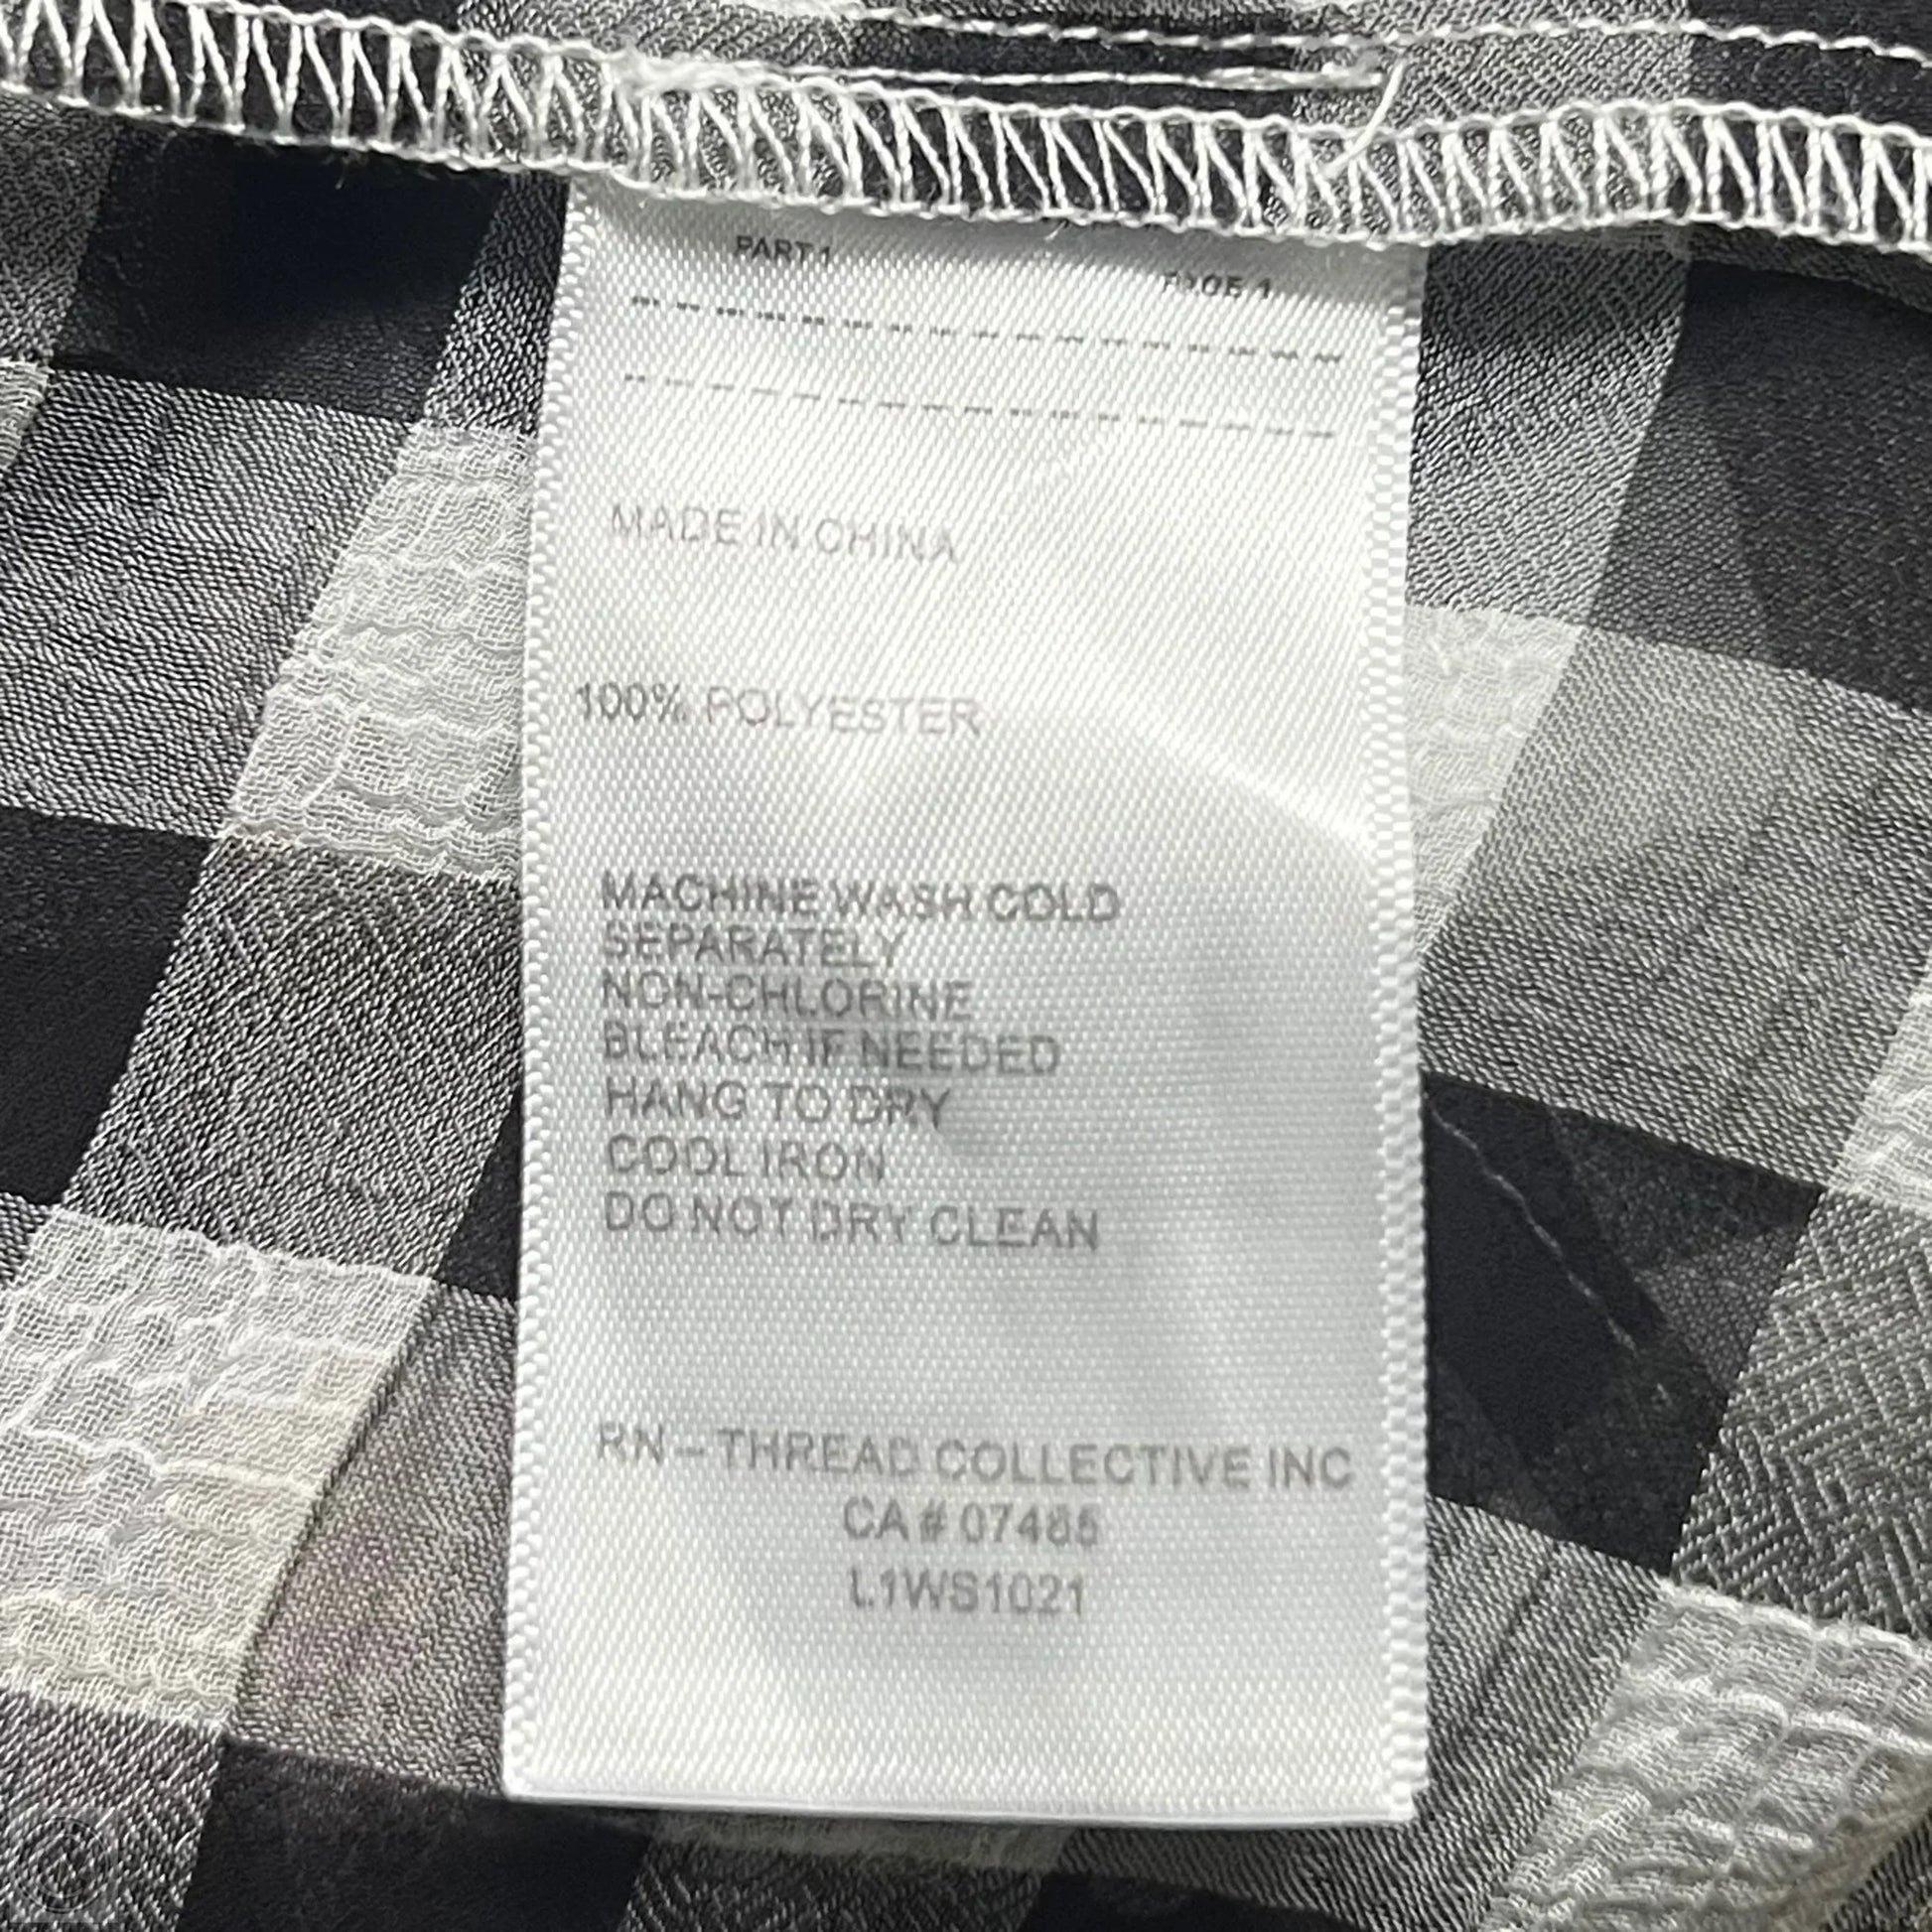 PART 1
PAGE 1
MADE IN CHINA
100% POLYESTER
MACHINE WASH COLD
SEPARATELY
NON-CHLORINE
BLEACH IF NEEDED
HANG TO DRY
COOL IRON
DO NOT DRY CLEAN
RN – THREAD COLLECTIVE INC
CA # 07485
L1WS1021